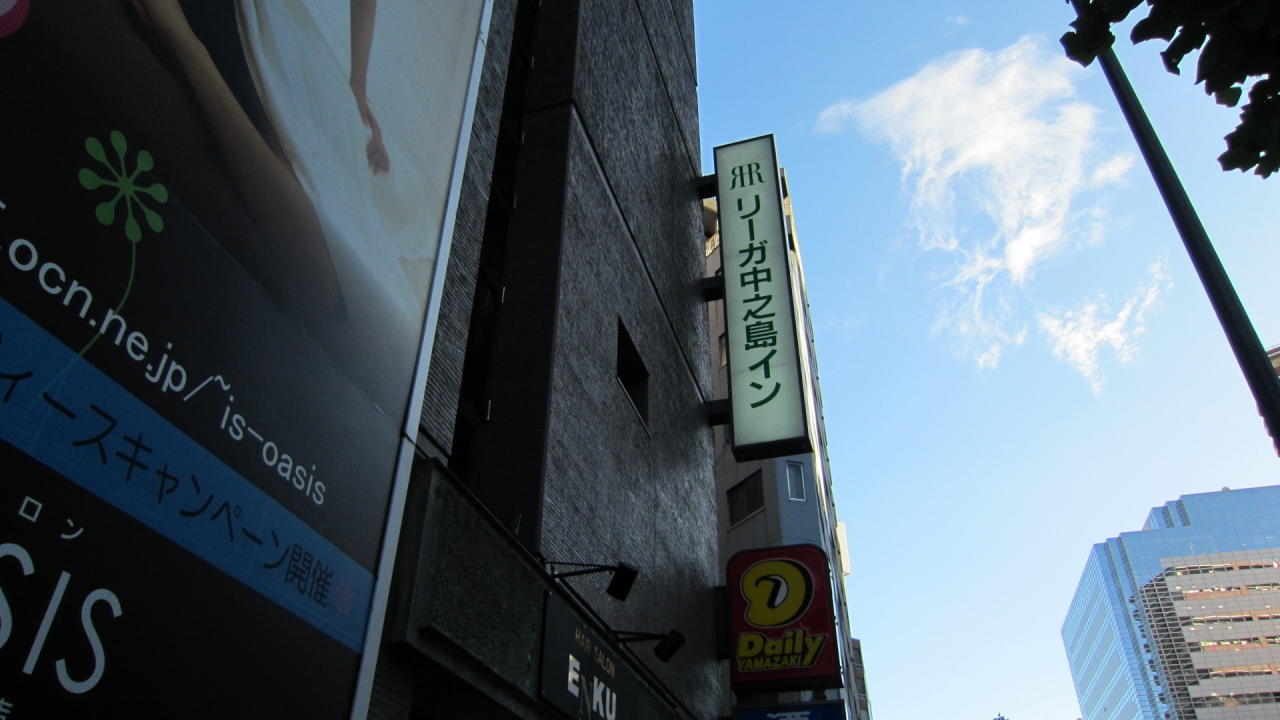 .ocn.ne.jp/~is-oasis
ィースキャンペーン開催
ロン
SIS
HAIR SALON
ENKU
RR
リーガ中之島イン
D
Daily
YAMAZAKI